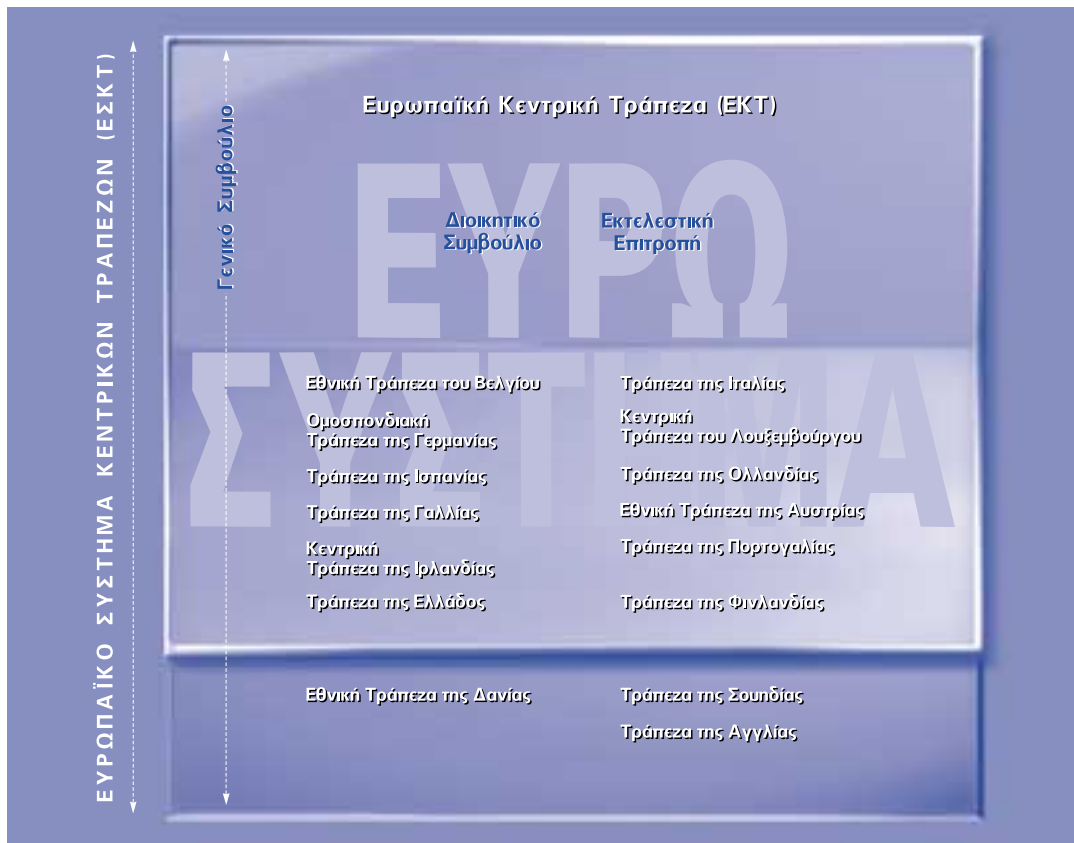 ΕΥΡΩΠΑΪΚΟ ΣΥΣΤΗΜΑ ΚΕΝΤΡΙΚΩΝ ΤΡΑΠΕΖΩΝ (ΕΣΚΤ)
Γενικό Συμβούλιο
Ευρωπαϊκή Κεντρική Τράπεζα (ΕΚΤ)
ΕΥΡΩ
ΣΥΣΤΗΜΑ
Διοικητικό
Συμβούλιο
Εκτελεστική
Επιτροπή
Εθνική Τράπεζα του Βελγίου
Ομοσπονδιακή
Τράπεζα της Γερμανίας
Τράπεζα της Ισπανίας
Τράπεζα της Γαλλίας
Κεντρική
Τράπεζα της Ιρλανδίας
Τράπεζα της Ελλάδος
Τράπεζα της Ιταλίας
Κεντρική
Τράπεζα του Λουξεμβούργου
Τράπεζα της Ολλανδίας
Εθνική Τράπεζα της Αυστρίας
Τράπεζα της Πορτογαλίας
Τράπεζα της Φινλανδίας
Εθνική Τράπεζα της Δανίας
Τράπεζα της Σουηδίας
Τράπεζα της Αγγλίας